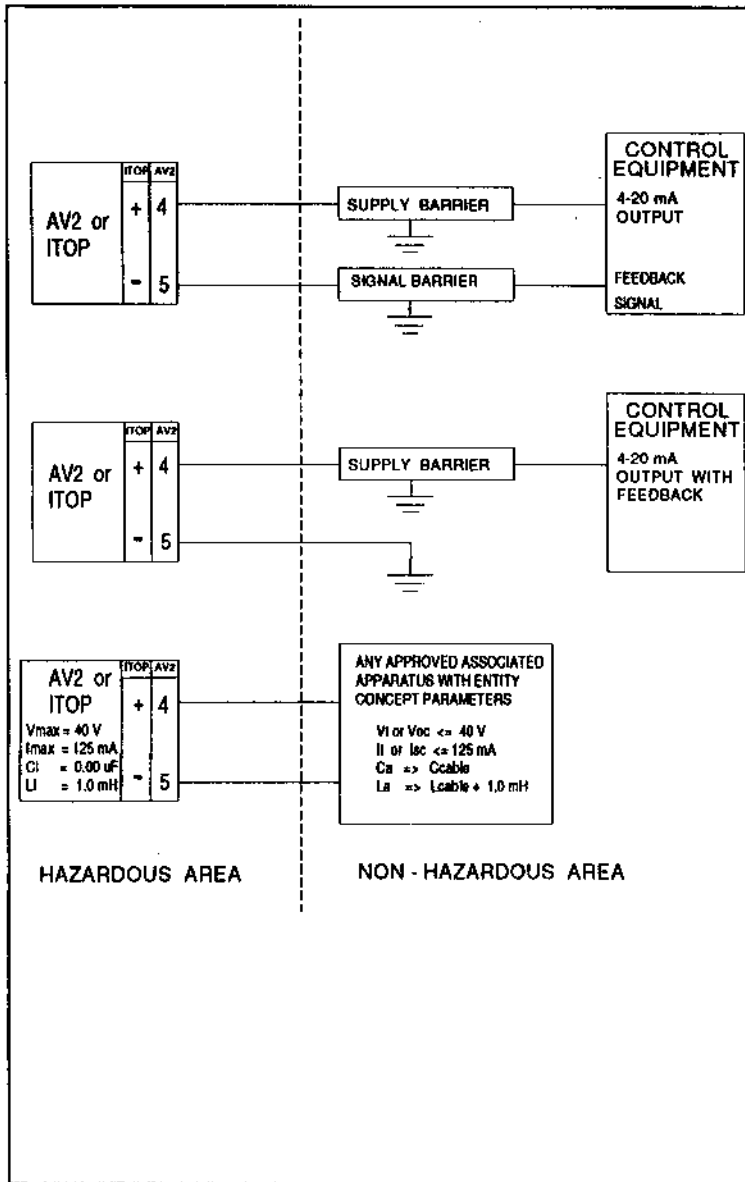 ITOP AV2
AV2 or
ITOP
+ 4
- 5
SUPPLY BARRIER
SIGNAL BARRIER
CONTROL
EQUIPMENT
4-20 mA
OUTPUT
FEEDBACK
SIGNAL
ITOP AV2
AV2 or
ITOP
+ 4
- 5
SUPPLY BARRIER
CONTROL
EQUIPMENT
4-20 mA
OUTPUT WITH
FEEDBACK
ITOP AV2
AV2 or
ITOP
+ 4
- 5
Vmax = 40 V
Imax = 125 mA
Ci = 0.00 uF
Li = 1.0 mH
ANY APPROVED ASSOCIATED
APPARATUS WITH ENTITY
CONCEPT PARAMETERS
Vt or Voc <= 40 V
It or Isc <= 125 mA
Ca => Ccable
La => Lcable + 1,0 mH
HAZARDOUS AREA
NON - HAZARDOUS AREA